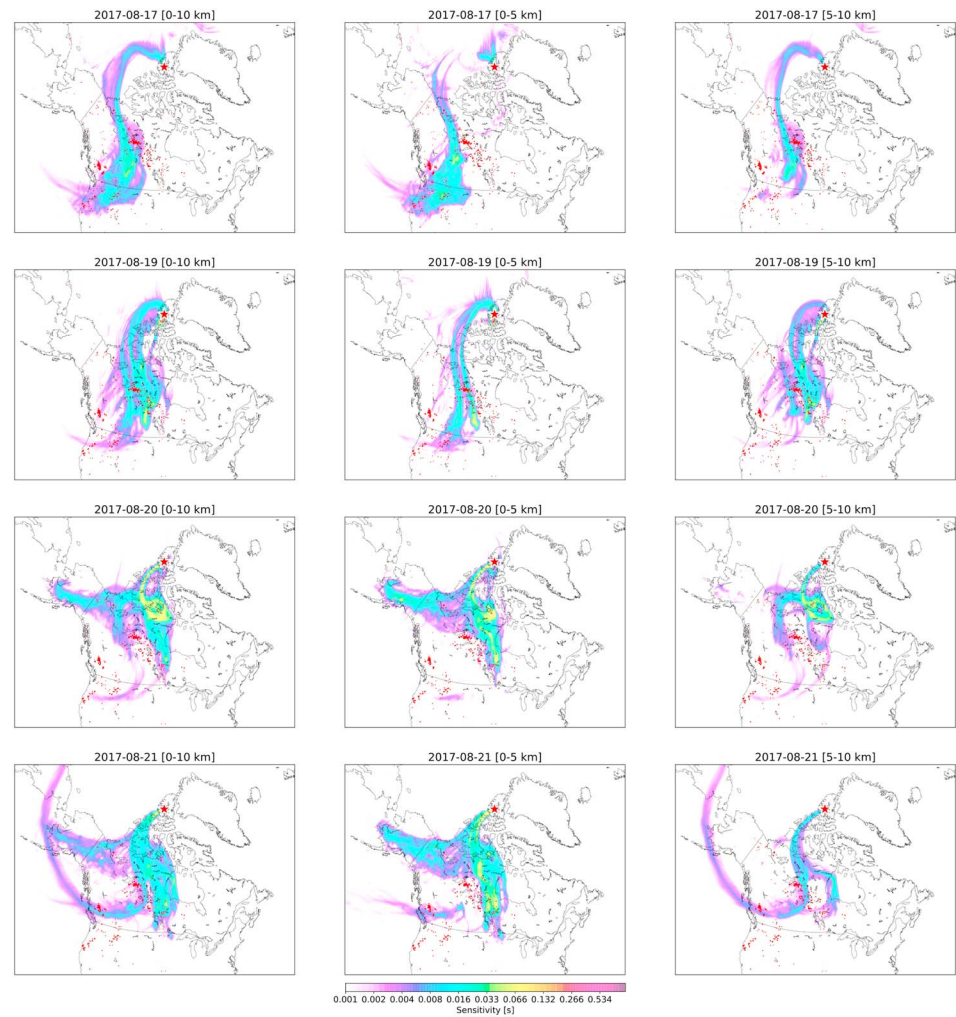 2017-08-17 [0-10 km]
2017-08-17 [0-5 km]
2017-08-17 [5-10 km]
2017-08-19 [0-10 km]
2017-08-19 [0-5 km]
2017-08-19 [5-10 km]
2017-08-20 [0-10 km]
2017-08-20 [0-5 km]
2017-08-20 [5-10 km]
2017-08-21 [0-10 km]
2017-08-21 [0-5 km]
2017-08-21 [5-10 km]
0.001 0.002 0.004 0.008 0.016 0.033 0.066 0.132 0.266 0.534
Sensitivity [s]